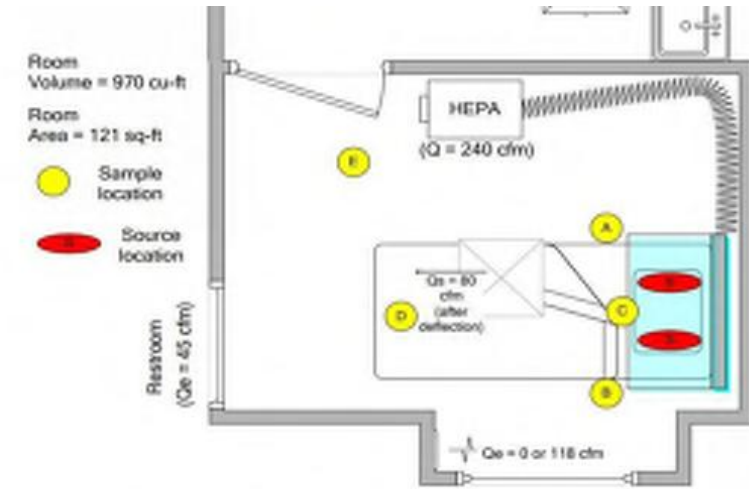 Room
Volume = 970 cu-ft
Room
Area = 121 sq-ft
Sample
location
Source
location
HEPA
(Q = 240 cfm)
E
A
Qs = 80
cfm
(after
deflection)
D
C
B
Restroom
(Qe = 45 cfm)
Qe = 0 or 118 cfm